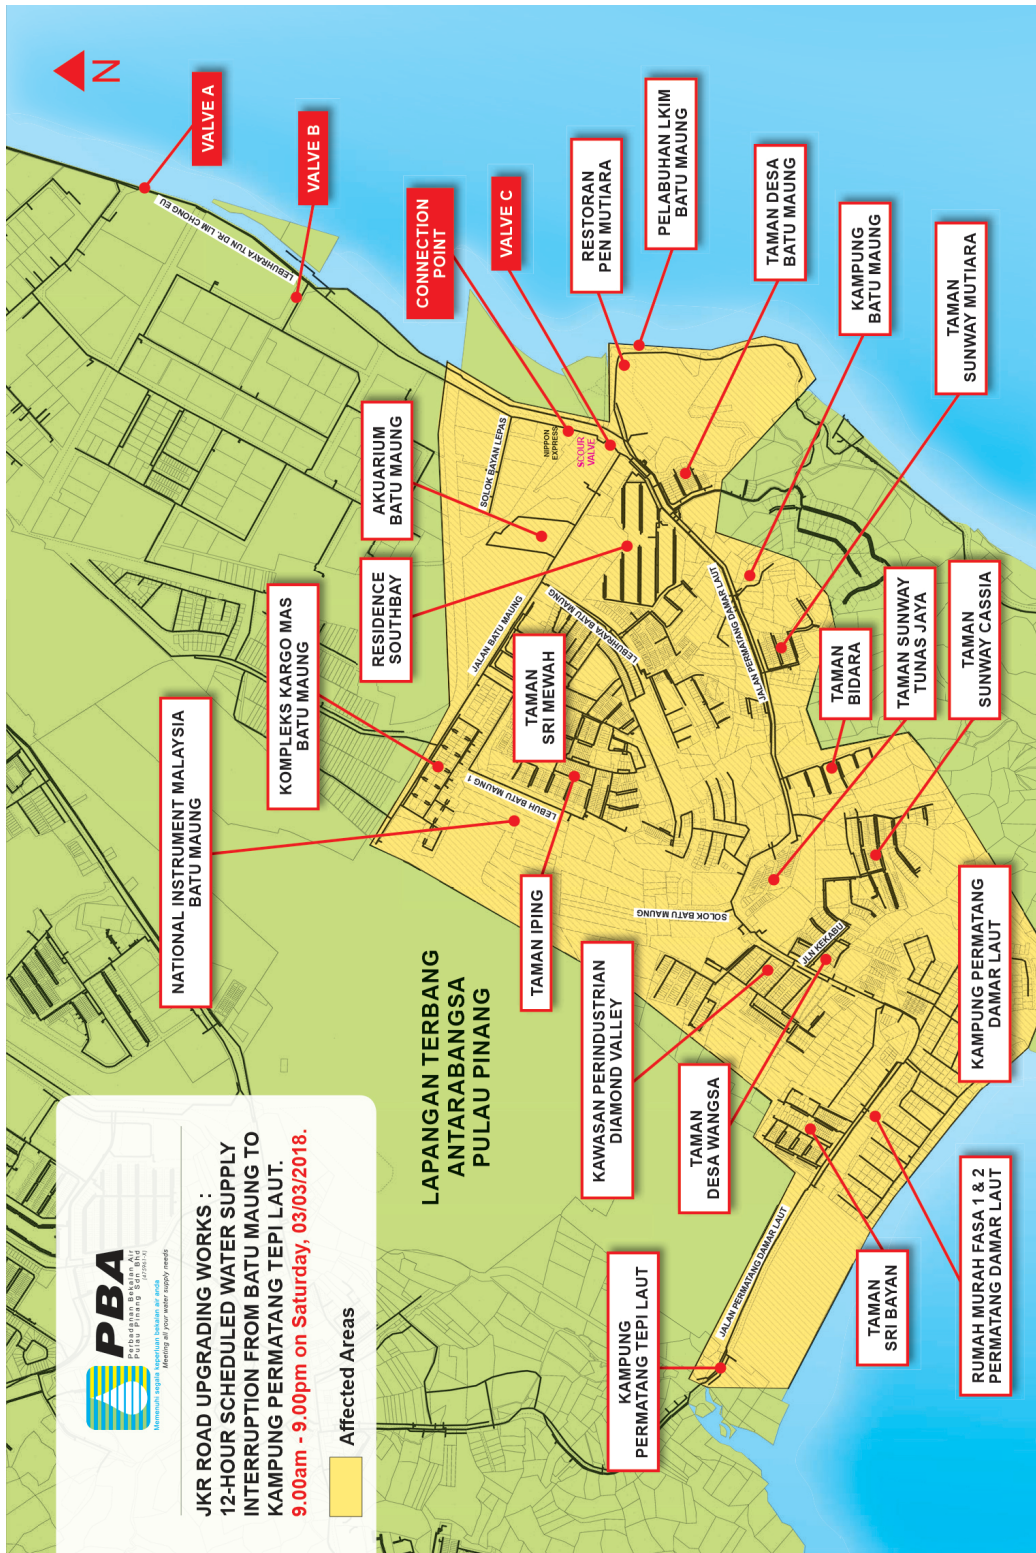 PBA
Perbadanan Bekalan Air
Pulau Pinang Sdn Bhd
(475961-X)
Memenuhi segala keperluan bekalan air anda
Meeting all your water supply needs
JKR ROAD UPGRADING WORKS :
12-HOUR SCHEDULED WATER SUPPLY
INTERRUPTION FROM BATU MAUNG TO
KAMPUNG PERMATANG TEPI LAUT.
9.00am - 9.00pm on Saturday, 03/03/2018.
Affected Areas
N
VALVE A
VALVE B
LEBUHRAYA TUN DR. LIM CHONG EU
CONNECTION
POINT
VALVE C
RESTORAN
PEN MUTIARA
PELABUHAN LKIM
BATU MAUNG
TAMAN DESA
BATU MAUNG
KAMPUNG
BATU MAUNG
TAMAN
SUNWAY MUTIARA
AKUARIUM
BATU MAUNG
RESIDENCE
SOUTHBAY
SOLOK BAYAN LEPAS
NIPPON
EXPRESS
SCOUR
VALVE
KOMPLEKS KARGO MAS
BATU MAUNG
NATIONAL INSTRUMENT MALAYSIA
BATU MAUNG
JALAN BATU MAUNG
LEBUHRAYA BATU MAUNG
JALAN PERMATANG DAMAR LAUT
TAMAN
SRI MEWAH
LEBUH BATU MAUNG 1
TAMAN IPING
TAMAN
BIDARA
TAMAN SUNWAY
TUNAS JAYA
TAMAN
SUNWAY CASSIA
SOLOK BATU MAUNG
JLN KEKABU
LAPANGAN TERBANG
ANTARABANGSA
PULAU PINANG
KAWASAN PERINDUSTRIAN
DIAMOND VALLEY
TAMAN
DESA WANGSA
KAMPUNG PERMATANG
DAMAR LAUT
KAMPUNG
PERMATANG TEPI LAUT
JALAN PERMATANG DAMAR LAUT
TAMAN
SRI BAYAN
RUMAH MURAH FASA 1 & 2
PERMATANG DAMAR LAUT